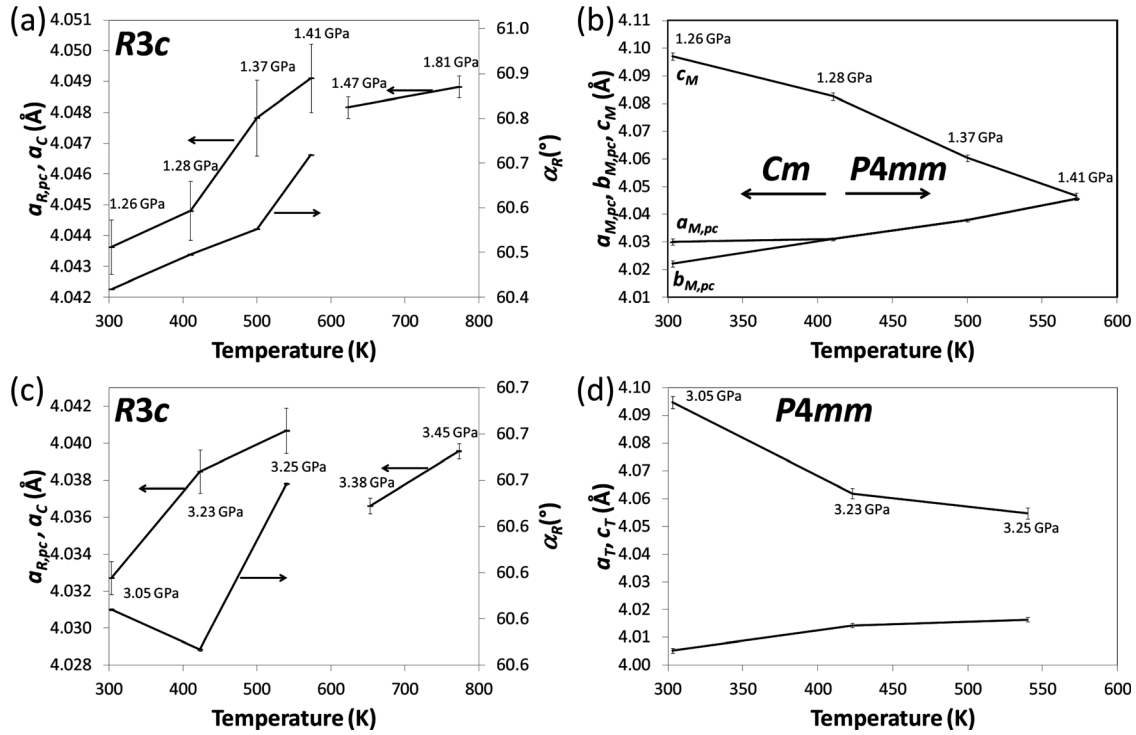 (a)
R3c
4.051
4.050
4.049
4.048
4.047
4.046
4.045
4.044
4.043
4.042
a_R,pc, a_C (Å)
1.26 GPa
1.28 GPa
1.37 GPa
1.41 GPa
1.47 GPa
1.81 GPa
61.0
60.9
60.8
60.7
60.6
60.5
60.4
α_R(°)
300 400 500 600 700 800
Temperature (K)
(b)
4.11
4.10
4.09
4.08
4.07
4.06
4.05
4.04
4.03
4.02
4.01
a_M,pc, b_M,pc, c_M (Å)
1.26 GPa
c_M
1.28 GPa
1.37 GPa
1.41 GPa
Cm P4mm
a_M,pc
b_M,pc
300 350 400 450 500 550 600
Temperature (K)
(c)
R3c
4.042
4.040
4.038
4.036
4.034
4.032
4.030
4.028
a_R,pc, a_C (Å)
3.05 GPa
3.23 GPa
3.25 GPa
3.38 GPa
3.45 GPa
60.7
60.7
60.7
60.6
60.6
60.6
60.6
α_R(°)
300 400 500 600 700 800
Temperature (K)
(d)
P4mm
4.10
4.09
4.08
4.07
4.06
4.05
4.04
4.03
4.02
4.01
4.00
a_T, c_T (Å)
3.05 GPa
3.23 GPa
3.25 GPa
300 350 400 450 500 550 600
Temperature (K)